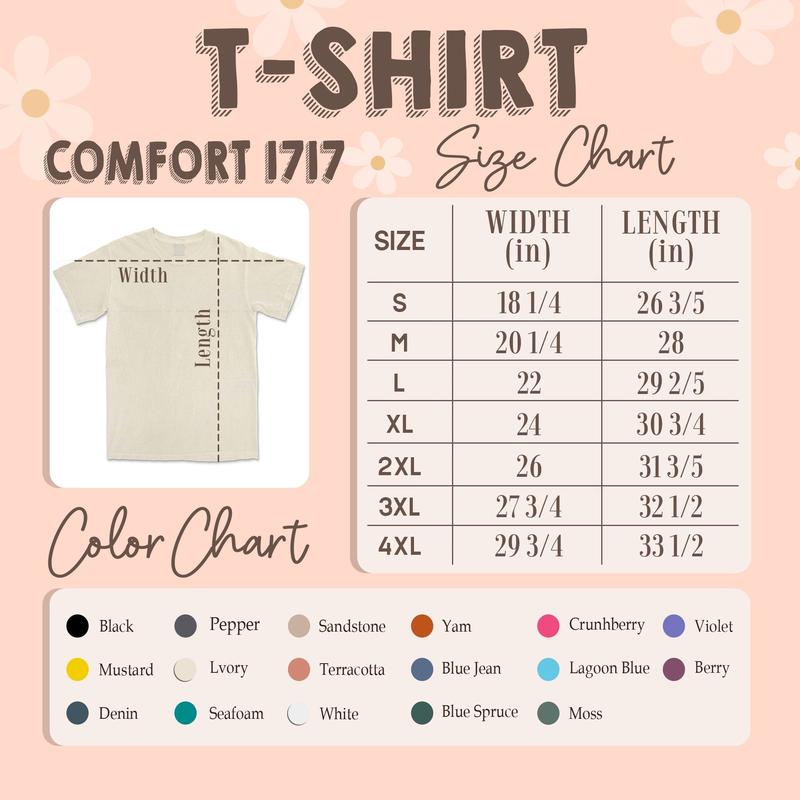 T-SHIRT
COMFORT 1717
Size Chart
Width
Length
SIZE WIDTH (in) LENGTH (in)
S 18 1/4 26 3/5
M 20 1/4 28
L 22 29 2/5
XL 24 30 3/4
2XL 26 31 3/5
3XL 27 3/4 32 1/2
4XL 29 3/4 33 1/2
Color Chart
Black Pepper Sandstone Yam Crunhberry Violet
Mustard Lvory Terracotta Blue Jean Lagoon Blue Berry
Denin Seafoam White Blue Spruce Moss